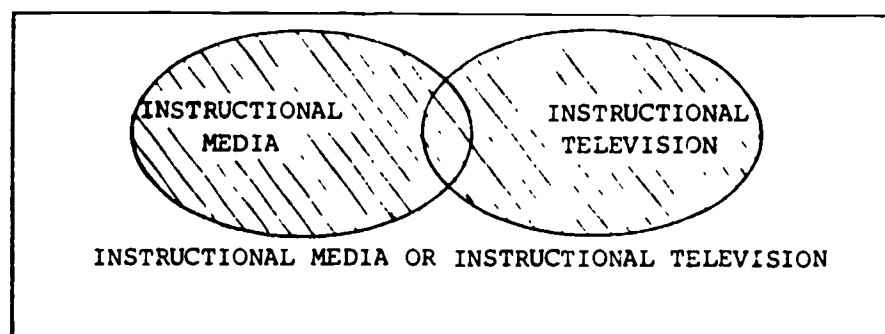 INSTRUCTIONAL
MEDIA
INSTRUCTIONAL
TELEVISION
INSTRUCTIONAL MEDIA OR INSTRUCTIONAL TELEVISION